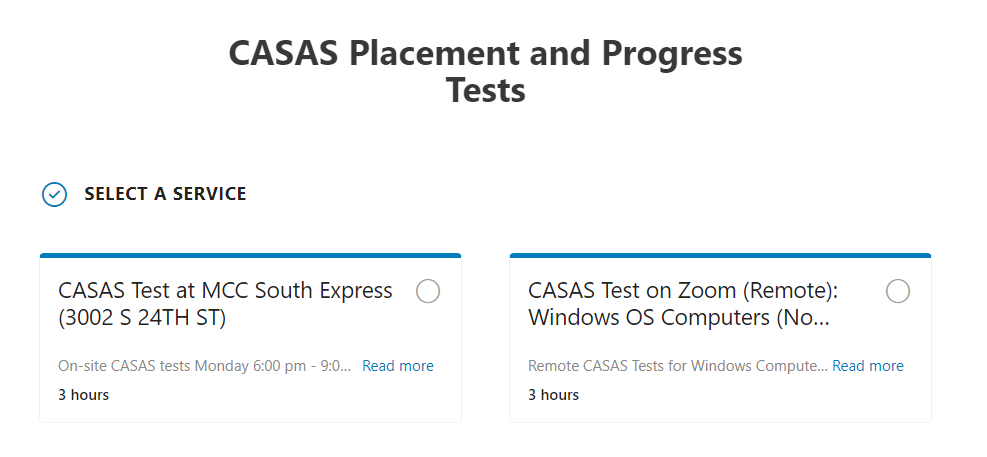 CASAS Placement and Progress
Tests
SELECT A SERVICE
CASAS Test at MCC South Express
(3002 S 24TH ST)
On-site CASAS tests Monday 6:00 pm - 9:0... Read more
3 hours
CASAS Test on Zoom (Remote):
Windows OS Computers (No...
Remote CASAS Tests for Windows Compute... Read more
3 hours